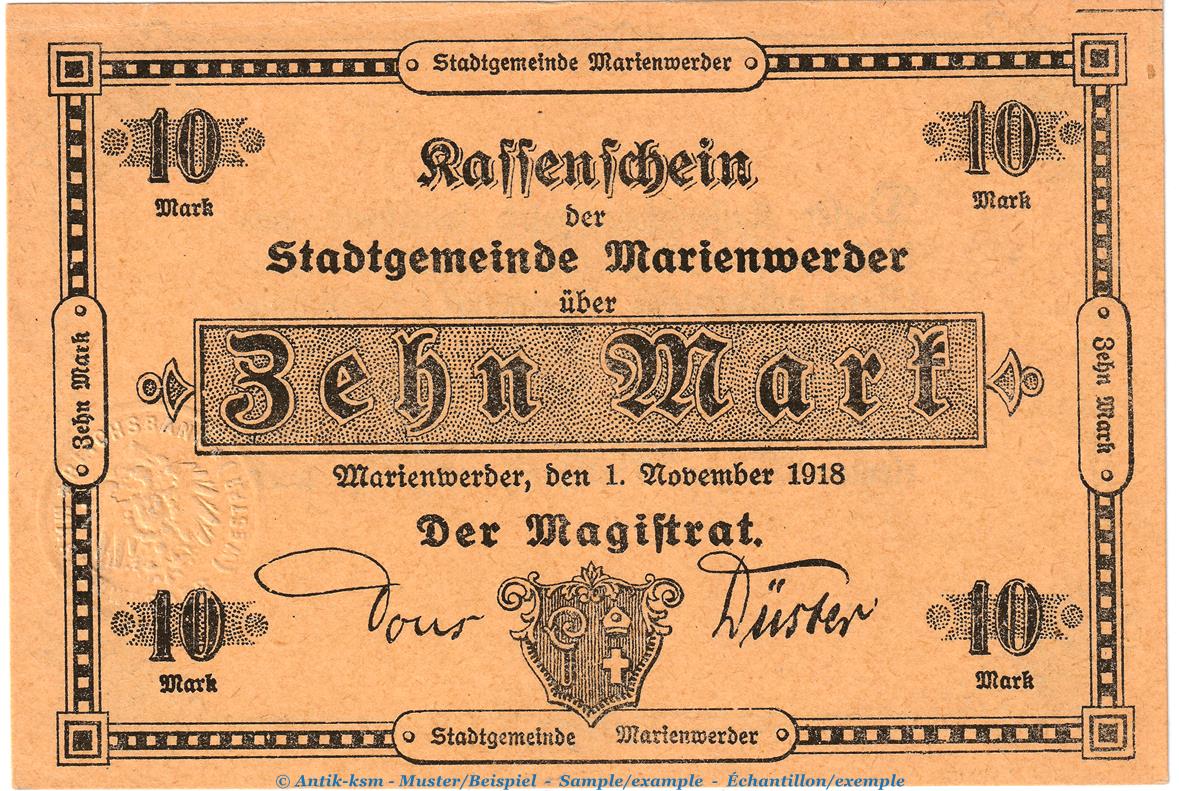 Stadtgemeinde Marienwerder
10 Mark
10 Mark
Kassenschein
der
Stadtgemeinde Marienwerder
über
Zehn Mark
Zehn Mark
Zehn Mark
Marienwerder, den 1. November 1918
Der Magistrat.
Düster
10 Mark
10 Mark
Stadtgemeinde Marienwerder
© Antik-ksm - Muster/Beispiel - Sample/example - Échantillon/exemple